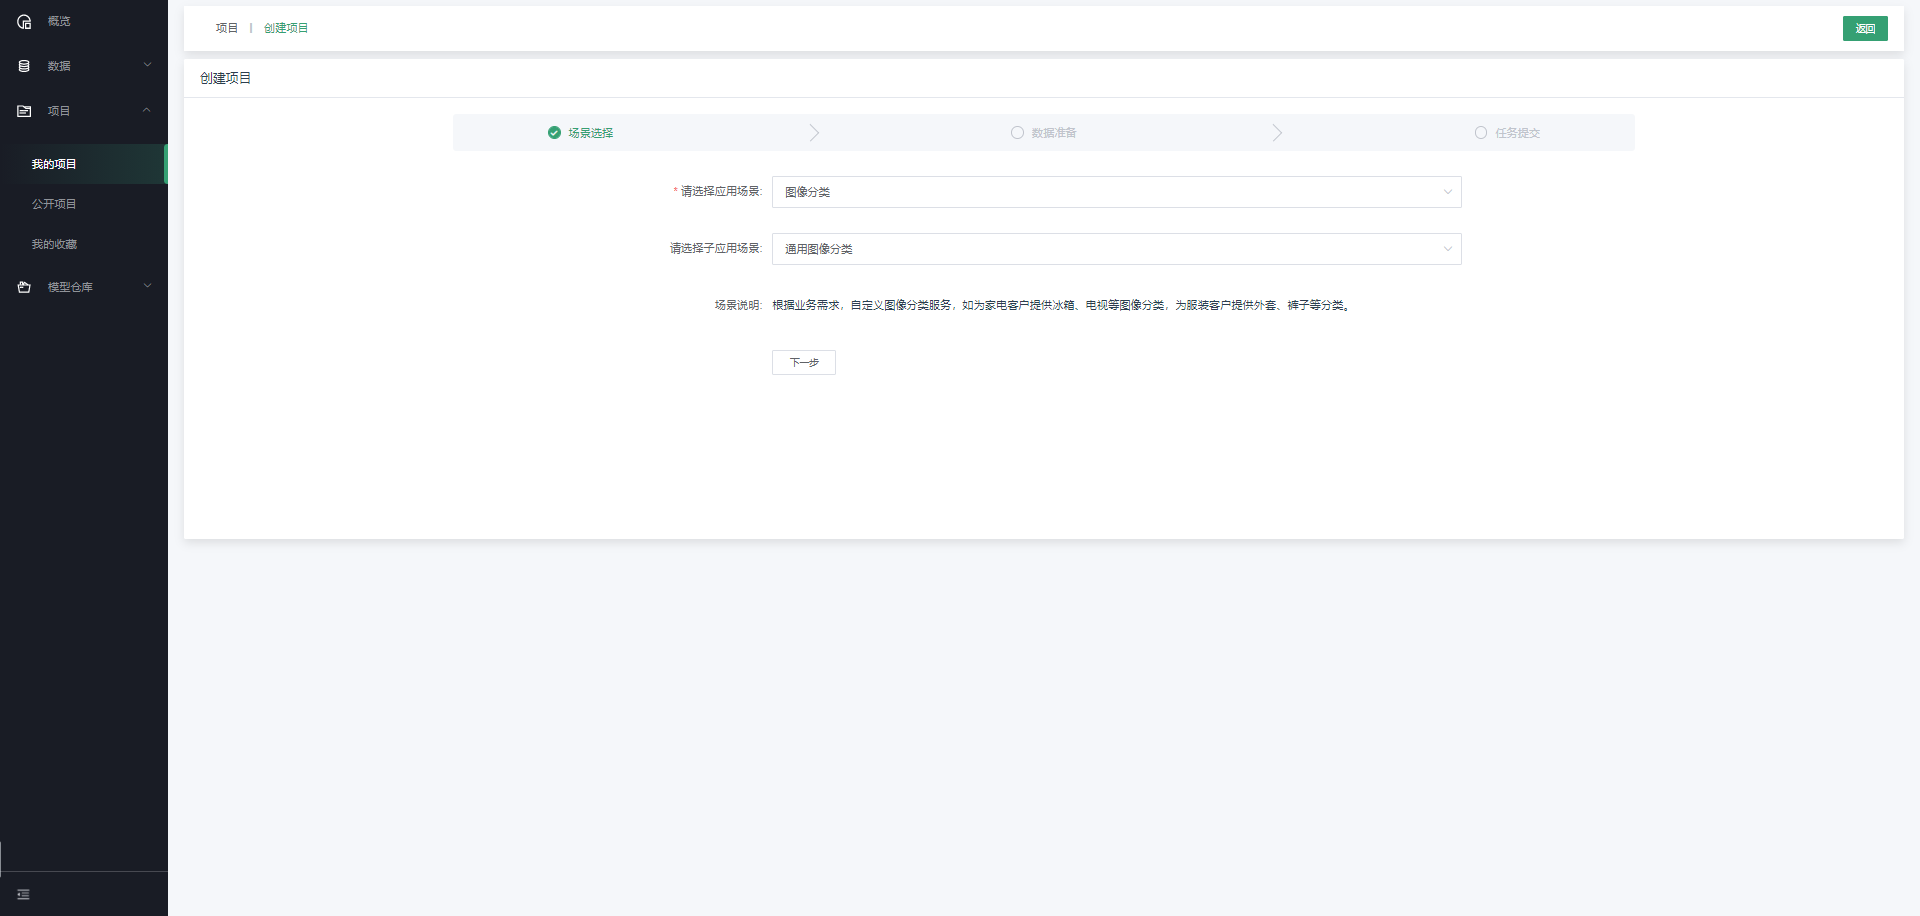 概览
数据
项目
我的项目
公开项目
我的收藏
模型仓库
项目 | 创建项目
返回
创建项目
场景选择
数据准备
任务提交
* 请选择应用场景: 图像分类
请选择子应用场景: 通用图像分类
场景说明: 根据业务需求，自定义图像分类服务，如为家电客户提供冰箱、电视等图像分类，为服装客户提供外套、裤子等分类。
下一步